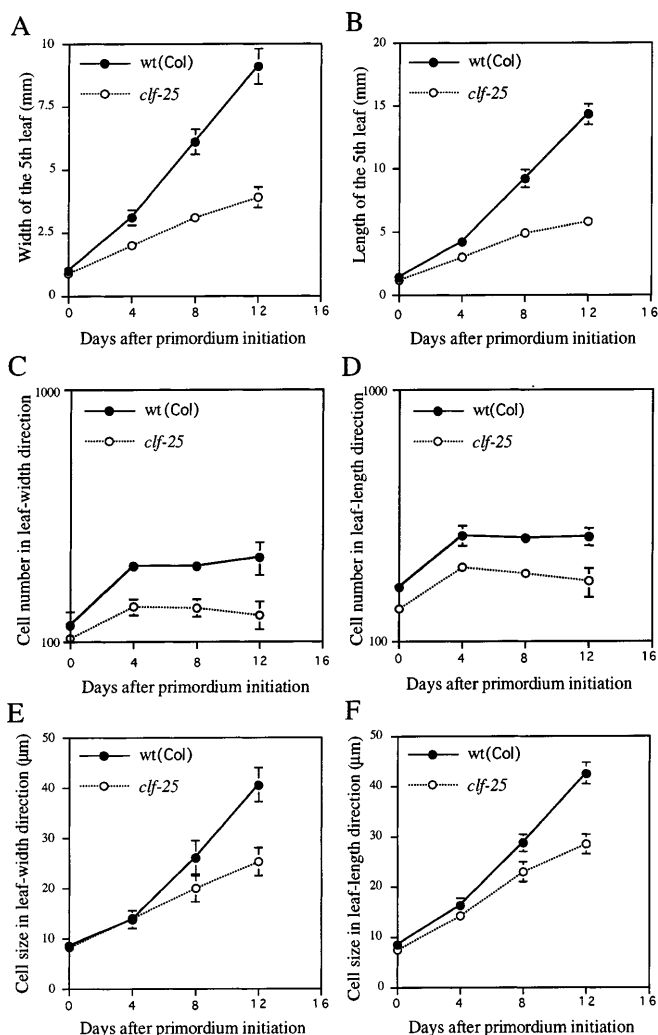 A
Width of the 5th leaf (mm)
10
7.5
5
2.5
0
wt(Col)
clf-25
0 4 8 12 16
Days after primordium initiation
B
Length of the 5th leaf (mm)
20
15
10
5
0
wt(Col)
clf-25
0 4 8 12 16
Days after primordium initiation
C
Cell number in leaf-width direction
1000
100
wt(Col)
clf-25
0 4 8 12 16
Days after primordium initiation
D
Cell number in leaf-length direction
1000
100
wt(Col)
clf-25
0 4 8 12 16
Days after primordium initiation
E
Cell size in leaf-width direction (μm)
50
40
30
20
10
0
wt(Col)
clf-25
0 4 8 12 16
Days after primordium initiation
F
Cell size in leaf-length direction (μm)
50
40
30
20
10
0
wt(Col)
clf-25
0 4 8 12 16
Days after primordium initiation